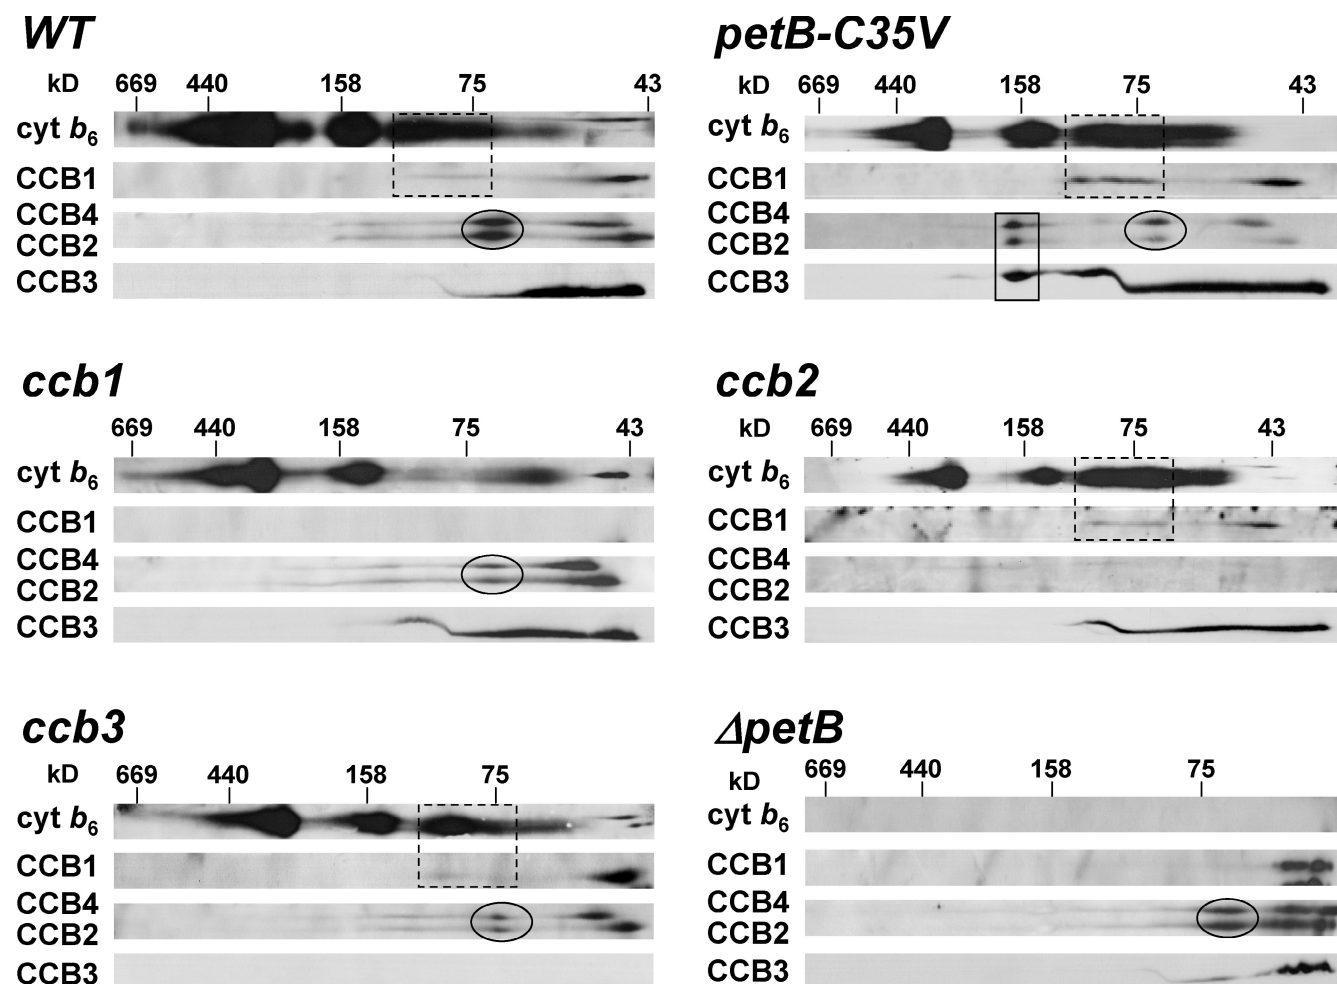 WT
kD 669 440 158 75 43
cyt b6
CCB1
CCB4
CCB2
CCB3
petB-C35V
kD 669 440 158 75 43
cyt b6
CCB1
CCB4
CCB2
CCB3
ccb1
669 440 158 75 43
cyt b6
CCB1
CCB4
CCB2
CCB3
ccb2
kD 669 440 158 75 43
cyt b6
CCB1
CCB4
CCB2
CCB3
ccb3
kD 669 440 158 75
cyt b6
CCB1
CCB4
CCB2
CCB3
ΔpetB
kD 669 440 158 75
cyt b6
CCB1
CCB4
CCB2
CCB3